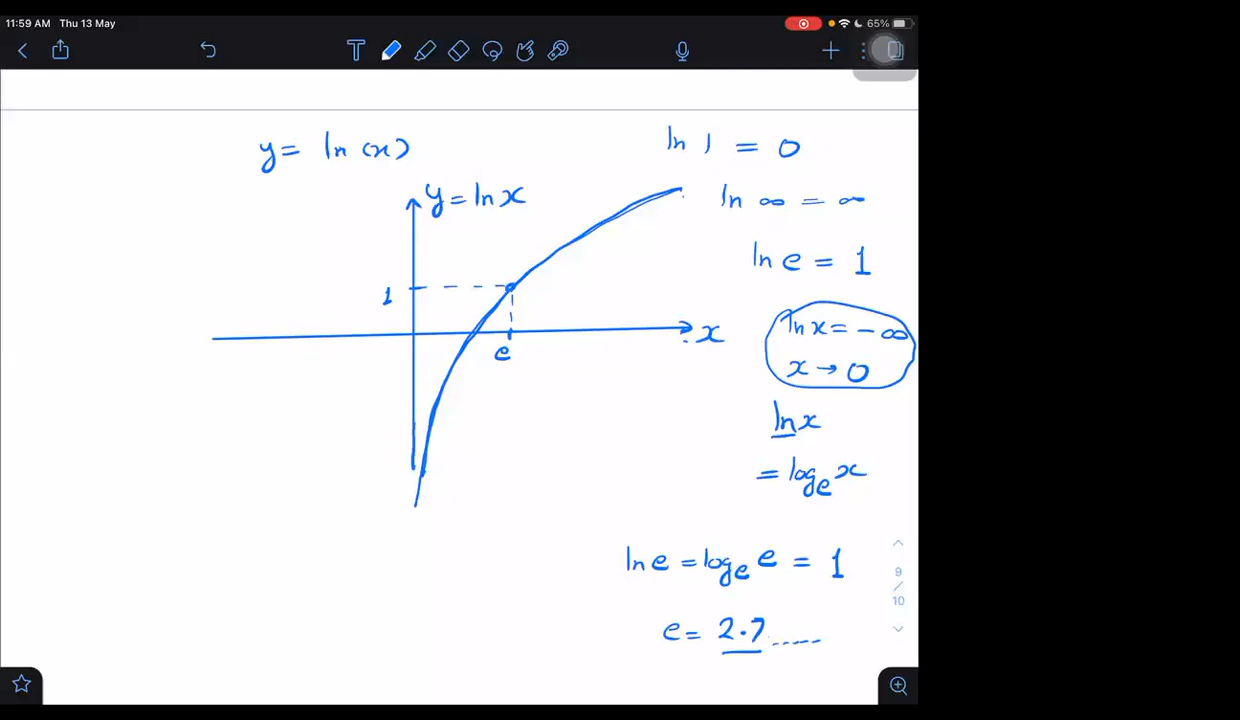 11:59 AM Thu 13 May
65%
T
y = ln (x)
ln 1 = 0
y = ln x
ln ∞ = ∞
ln e = 1
1
ln x = - ∞
x
e
x → 0
ln x
= logₑ x
ln e = logₑ e = 1
9
/
10
e = 2.7 .....